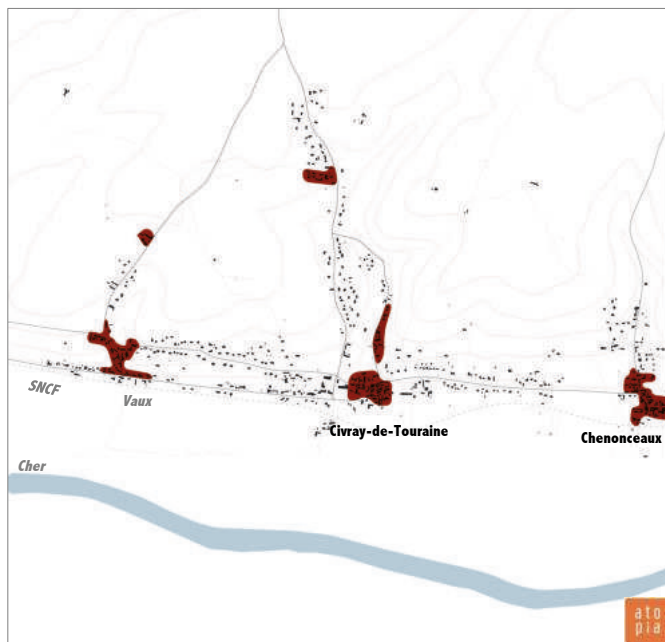 SNCF
Vaux
Civray-de-Touraine
Chenonceaux
Cher
ato
pia